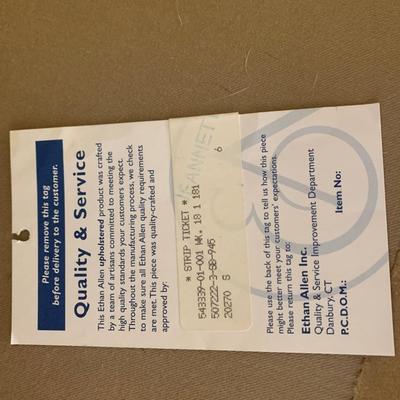 Please remove this tag
before delivery to the customer.
Quality & Service
This Ethan Allen upholstered product was crafted
by a team of artisans committed to meeting the
high quality standards your customers expect.
Throughout the manufacturing process, we check
to make sure all Ethan Allen quality requirements
are met. This piece was quality-crafted and
approved by:
JEANNETT
* STRIP TICKET *
543339-01-001 WK. 18 1 181
507222-3-88-945
20270 S
6
Please use the back of this tag to tell us how this piece
might better meet your customers' expectations.
Please return this tag to:
Ethan Allen Inc.
Quality & Service Improvement Department
Danbury, CT
P.C.D.O.M.:
Item No: